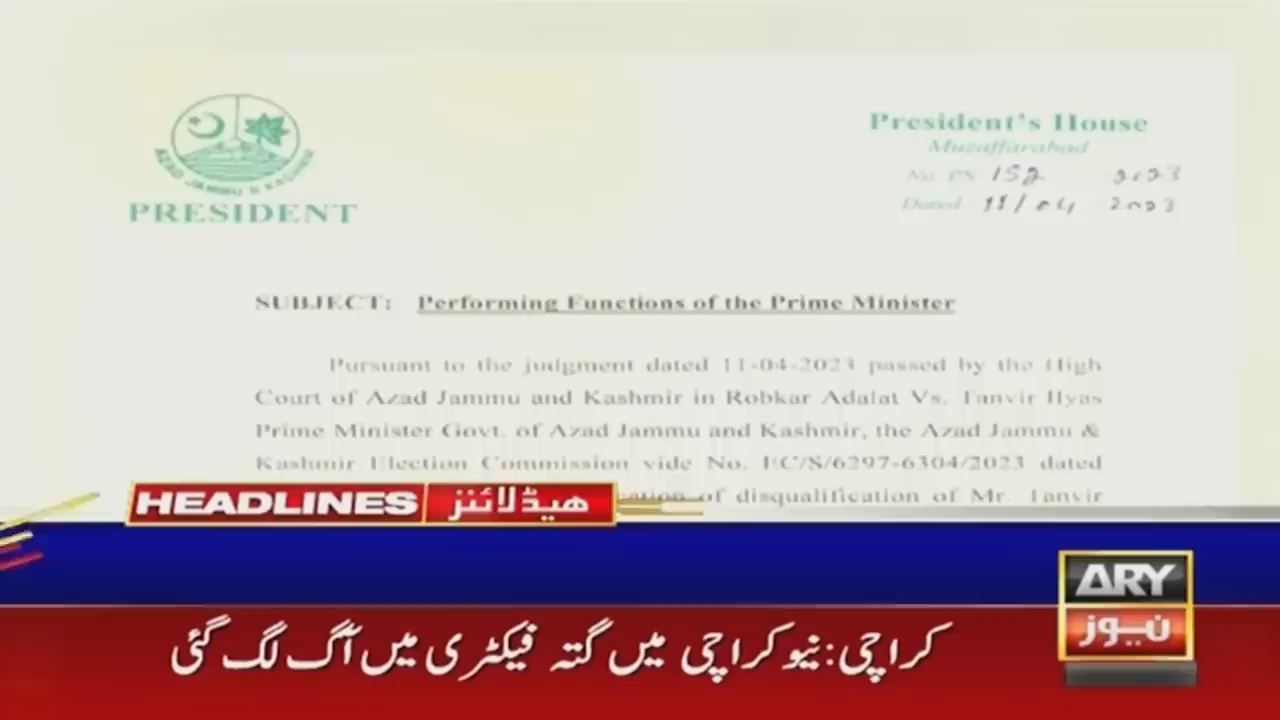 AZAD JAMMU & KASHMIR
PRESIDENT
President's House
Muzaffarabad
No. PS 152 2023
Dated 11/04 2023
SUBJECT: Performing Functions of the Prime Minister
Pursuant to the judgment dated 11-04-2023 passed by the High
Court of Azad Jammu and Kashmir in Robkar Adalat Vs. Tanvir Ilyas
Prime Minister Govt. of Azad Jammu and Kashmir, the Azad Jammu &
Kashmir Election Commission vide No. EC/S/6297-6304/2023 dated
of disqualification of Mr. Tanvir
HEADLINES ھیڈلائنز
ARY
نیوز
کراچی: نیو کراچی میں گتہ فیکٹری میں آگ لگ گئی